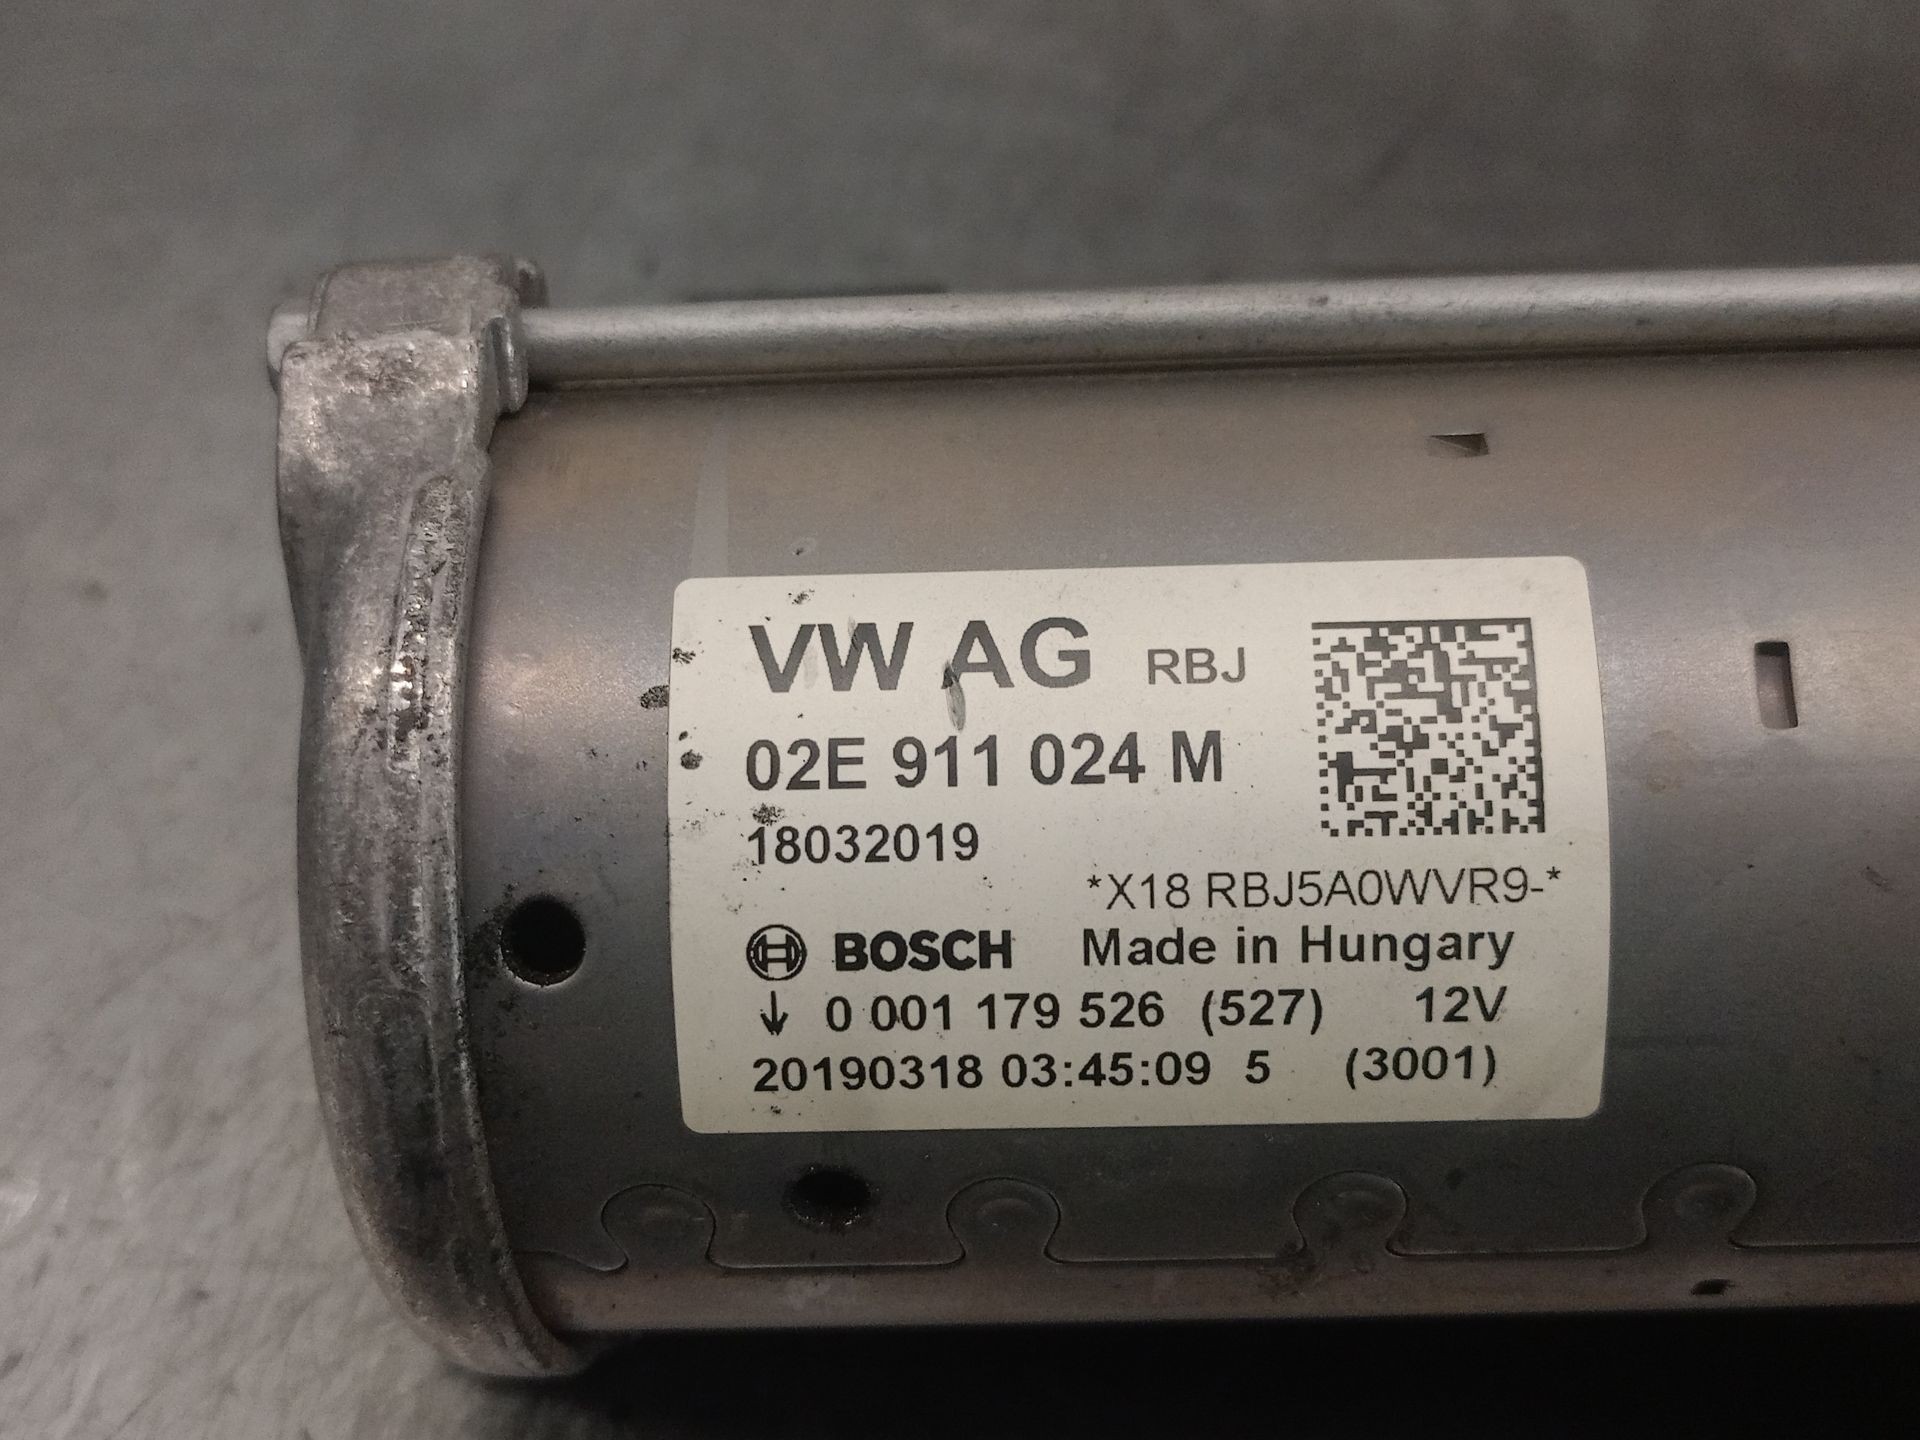 VW AG RBJ
02E 911 024 M
18032019
*X18 RBJ5A0WVR9-*
BOSCH Made in Hungary
0 001 179 526 (527) 12V
20190318 03:45:09 5 (3001)